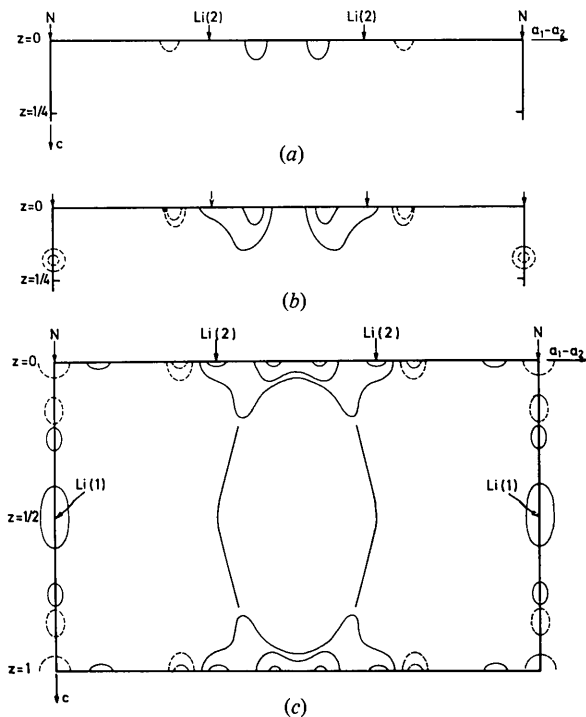 N Li(2) Li(2) N
z=0 a₁-a₂
z=1/4
c
(a)
z=0
z=1/4
(b)
N Li(2) Li(2) N
z=0 a₁-a₂
Li(1) Li(1)
z=1/2
z=1
c
(c)